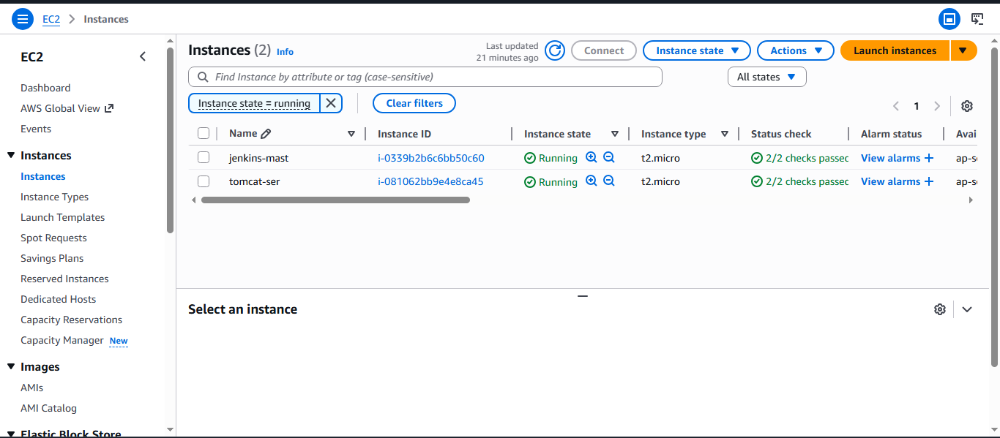 EC2 > Instances
EC2
Dashboard
AWS Global View
Events
Instances
Instances
Instance Types
Launch Templates
Spot Requests
Savings Plans
Reserved Instances
Dedicated Hosts
Capacity Reservations
Capacity Manager New
Images
AMIs
AMI Catalog
Elastic Block Store
Instances (2) Info
Last updated
21 minutes ago
Connect
Instance state
Actions
Launch instances
Find Instance by attribute or tag (case-sensitive)
All states
Instance state = running
Clear filters
1
Name Instance ID Instance state Instance type Status check Alarm status Avai
jenkins-mast i-0339b2b6c6bb50c60 Running t2.micro 2/2 checks passec View alarms + ap-s
tomcat-ser i-081062bb9e4e8ca45 Running t2.micro 2/2 checks passec View alarms + ap-s
Select an instance